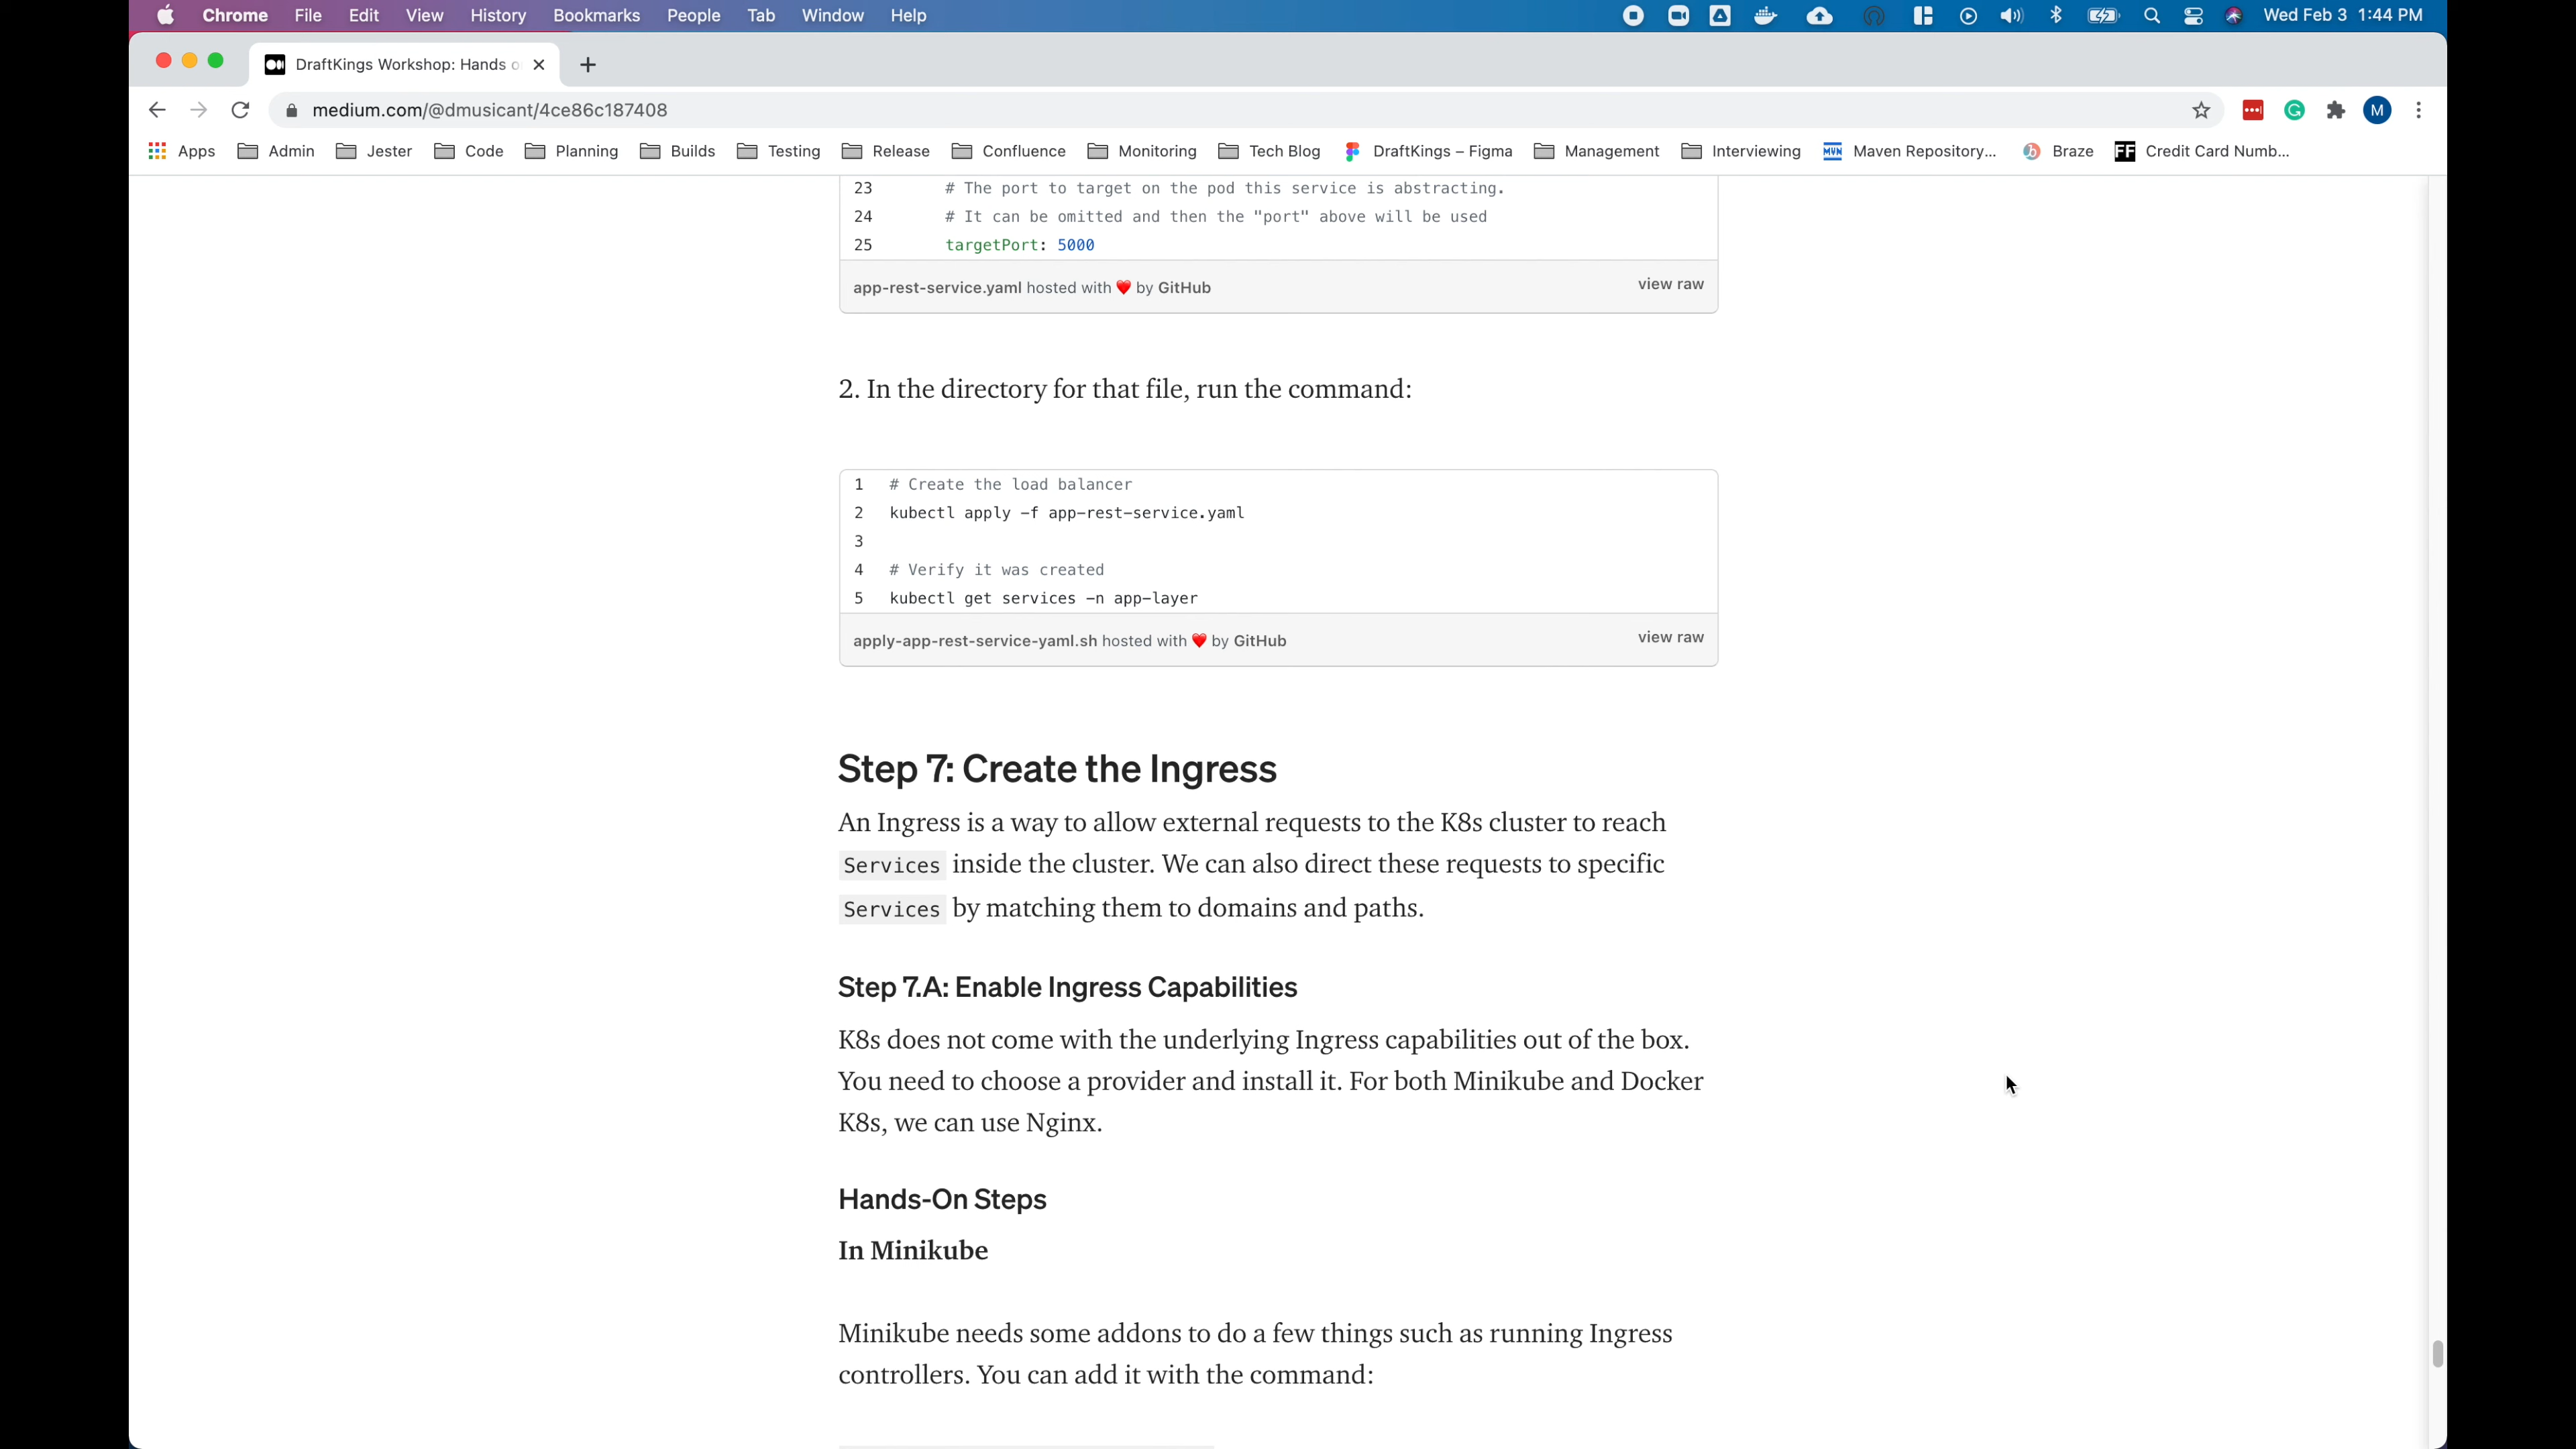 Chrome File Edit View History Bookmarks People Tab Window Help Wed Feb 3 1:44 PM
DraftKings Workshop: Hands o
medium.com/@dmusicant/4ce86c187408 M
Apps Admin Jester Code Planning Builds Testing Release Confluence Monitoring Tech Blog DraftKings – Figma Management Interviewing MVN Maven Repository... b Braze FF Credit Card Numb...
23 # The port to target on the pod this service is abstracting.
24 # It can be omitted and then the "port" above will be used
25 targetPort: 5000
app-rest-service.yaml hosted with ❤ by GitHub view raw
2. In the directory for that file, run the command:
1 # Create the load balancer
2 kubectl apply -f app-rest-service.yaml
3
4 # Verify it was created
5 kubectl get services -n app-layer
apply-app-rest-service-yaml.sh hosted with ❤ by GitHub view raw
Step 7: Create the Ingress
An Ingress is a way to allow external requests to the K8s cluster to reach
Services inside the cluster. We can also direct these requests to specific
Services by matching them to domains and paths.
Step 7.A: Enable Ingress Capabilities
K8s does not come with the underlying Ingress capabilities out of the box.
You need to choose a provider and install it. For both Minikube and Docker
K8s, we can use Nginx.
Hands-On Steps
In Minikube
Minikube needs some addons to do a few things such as running Ingress
controllers. You can add it with the command: